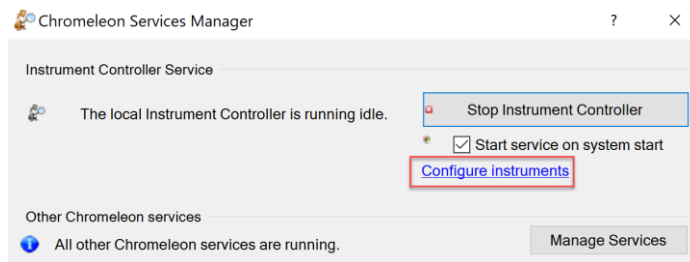 Chromeleon Services Manager
Instrument Controller Service
The local Instrument Controller is running idle.
Stop Instrument Controller
Start service on system start
Configure instruments
Other Chromeleon services
All other Chromeleon services are running.
Manage Services